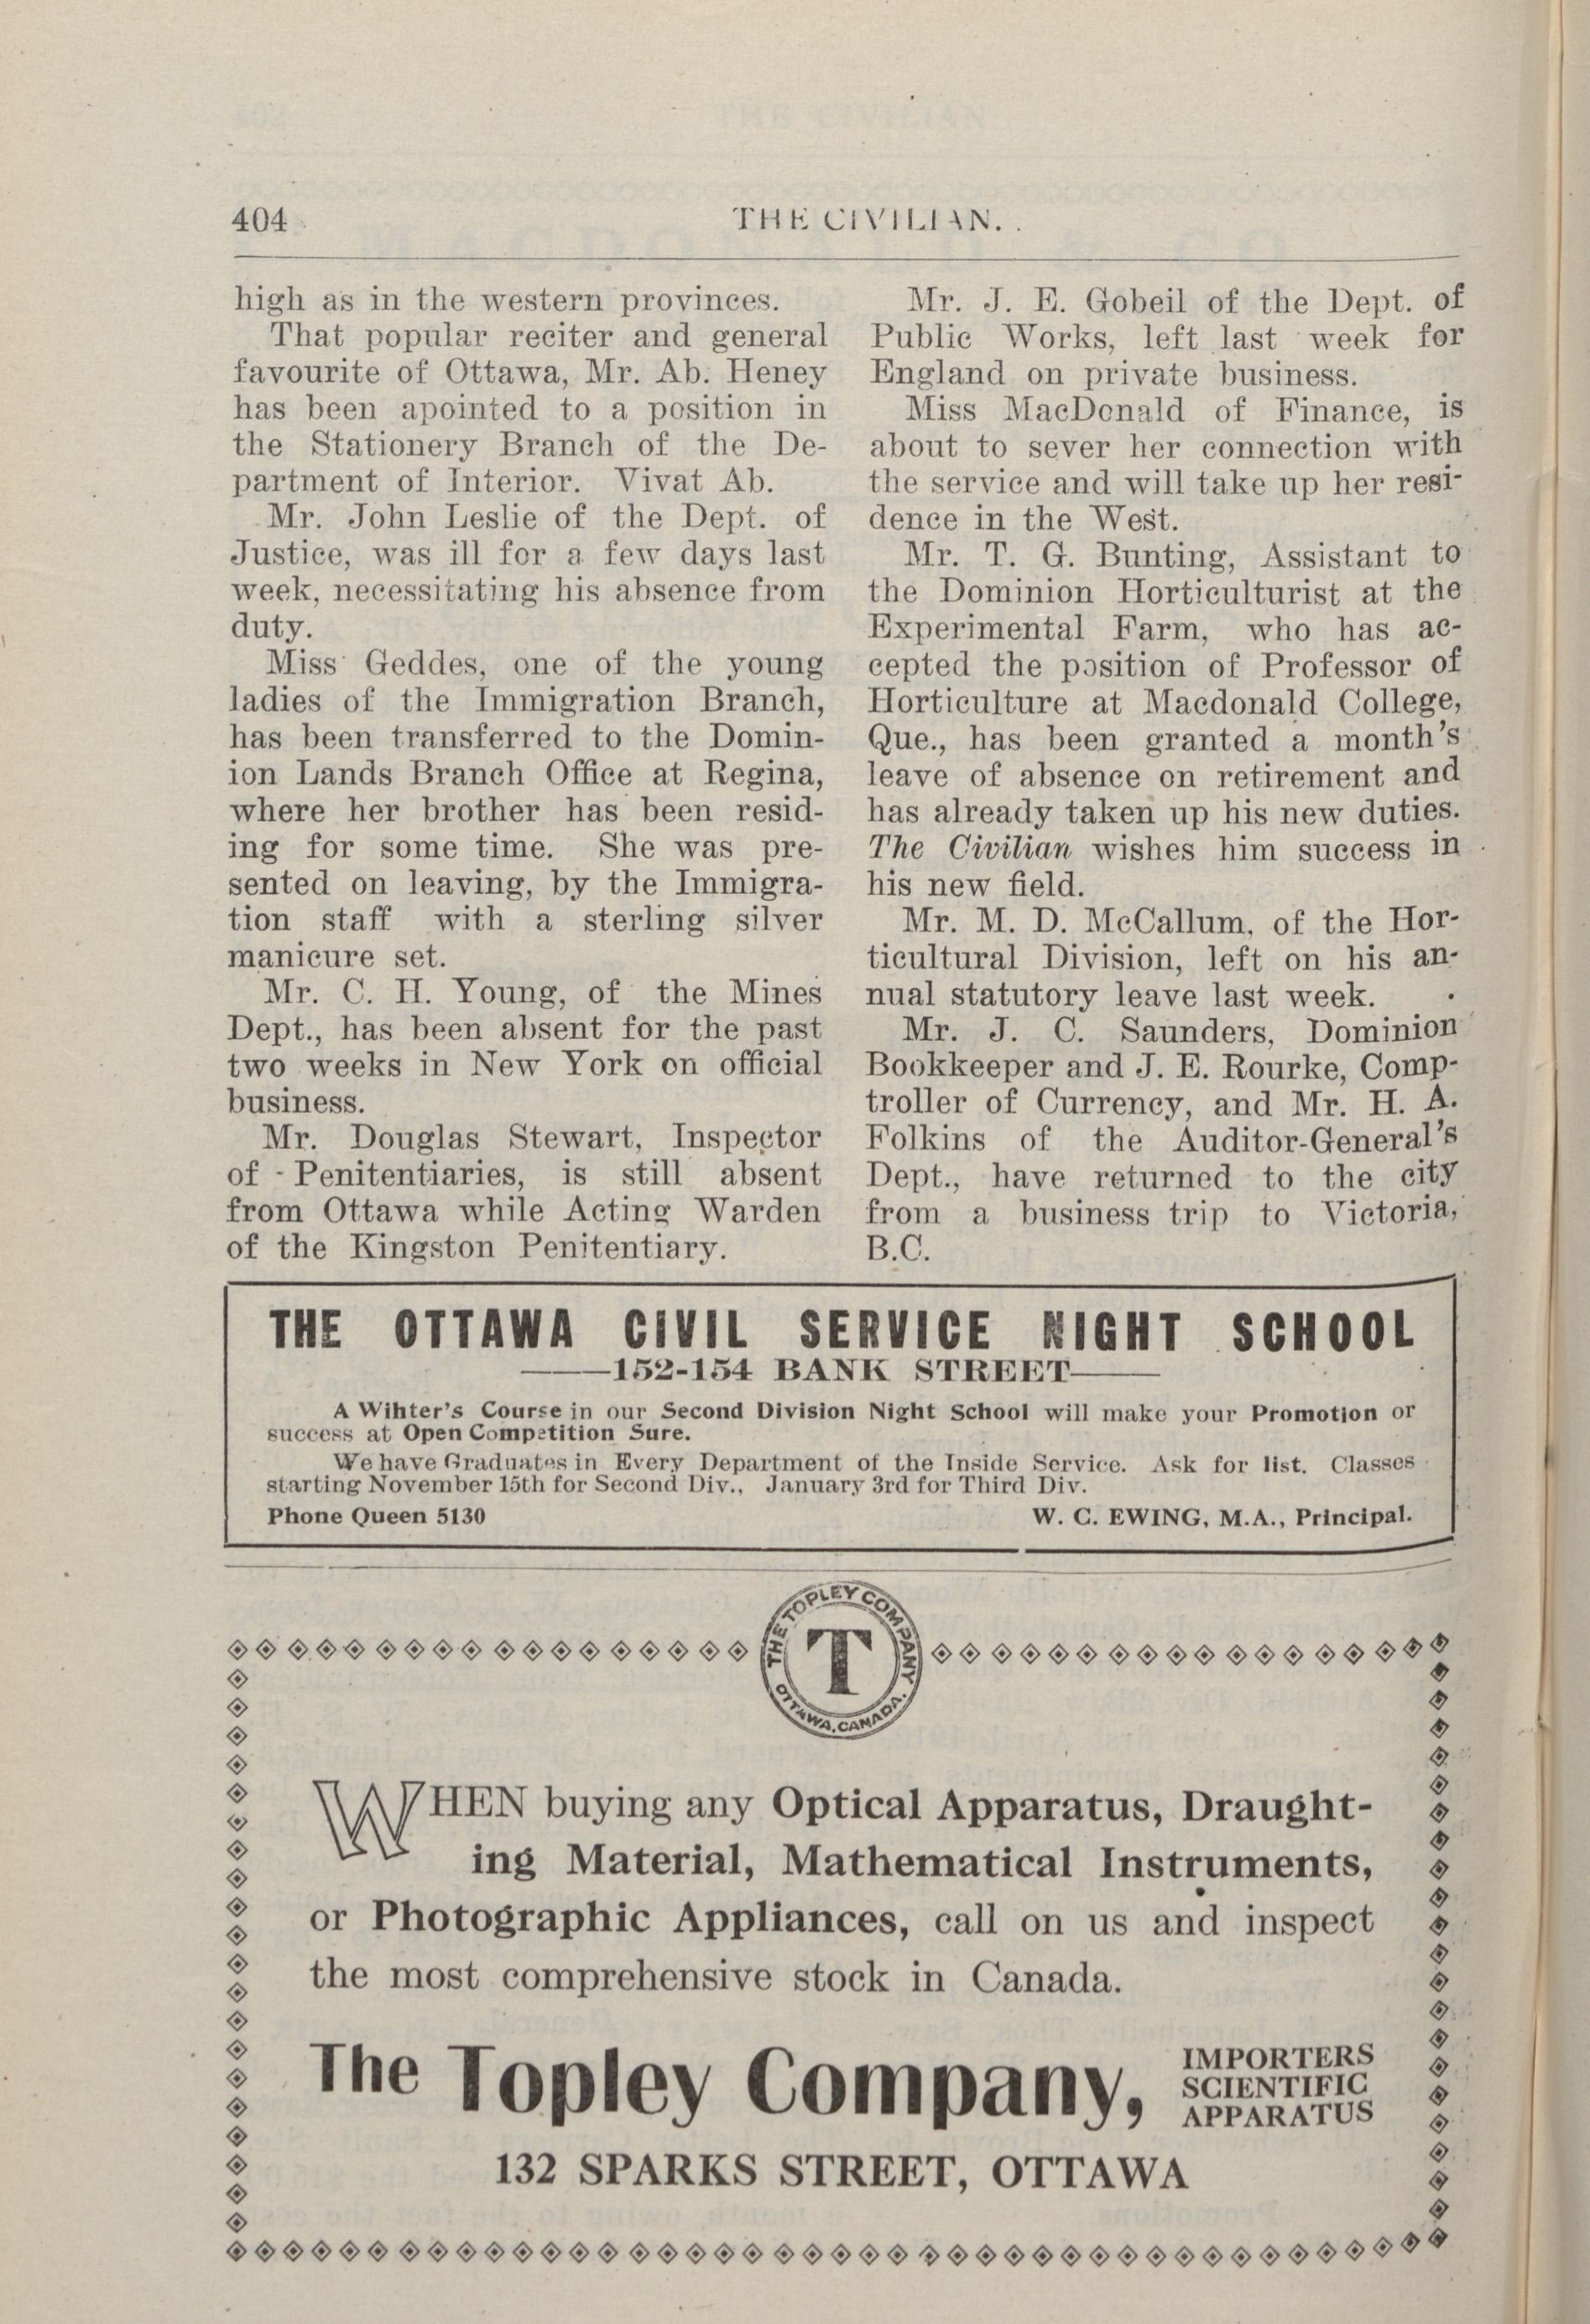 404
THE CIVILIAN.
high as in the western provinces.
That popular reciter and general
favourite of Ottawa, Mr. Ab. Heney
has been apointed to a position in
the Stationery Branch of the De-
partment of Interior. Vivat Ab.
Mr. John Leslie of the Dept. of
Justice, was ill for a few days last
week, necessitating his absence from
duty.
Miss Geddes, one of the young
ladies of the Immigration Branch,
has been transferred to the Domin-
ion Lands Branch Office at Regina,
where her brother has been resid-
ing for some time. She was pre-
sented on leaving, by the Immigra-
tion staff with a sterling silver
manicure set.
Mr. C. H. Young, of the Mines
Dept., has been absent for the past
two weeks in New York on official
business.
Mr. Douglas Stewart, Inspector
of - Penitentiaries, is still absent
from Ottawa while Acting Warden
of the Kingston Penitentiary.
Mr. J. E. Gobeil of the Dept. of
Public Works, left last week for
England on private business.
Miss MacDonald of Finance, is
about to sever her connection with
the service and will take up her resi-
dence in the West.
Mr. T. G. Bunting, Assistant to
the Dominion Horticulturist at the
Experimental Farm, who has ac-
cepted the position of Professor of
Horticulture at Macdonald College,
Que., has been granted a month's
leave of absence on retirement and
has already taken up his new duties.
The Civilian wishes him success in
his new field.
Mr. M. D. McCallum, of the Hor-
ticultural Division, left on his an-
nual statutory leave last week.
Mr. J. C. Saunders, Dominion
Bookkeeper and J. E. Rourke, Comp-
troller of Currency, and Mr. H. A.
Folkins of the Auditor-General's
Dept., have returned to the city
from a business trip to Victoria,
B.C.
THE OTTAWA CIVIL SERVICE NIGHT SCHOOL
152-154 BANK STREET
A Wihter's Course in our Second Division Night School will make your Promotion or
success at Open Competition Sure.
We have Graduates in Every Department of the Inside Service. Ask for list. Classes
starting November 15th for Second Div., January 3rd for Third Div.
Phone Queen 5130 W. C. EWING, M.A., Principal.
THE TOPLEY COMPANY
T
OTTAWA, CANADA.
WHEN buying any Optical Apparatus, Draught-
ing Material, Mathematical Instruments,
or Photographic Appliances, call on us and inspect
the most comprehensive stock in Canada.
The Topley Company,
IMPORTERS
SCIENTIFIC
APPARATUS
132 SPARKS STREET, OTTAWA